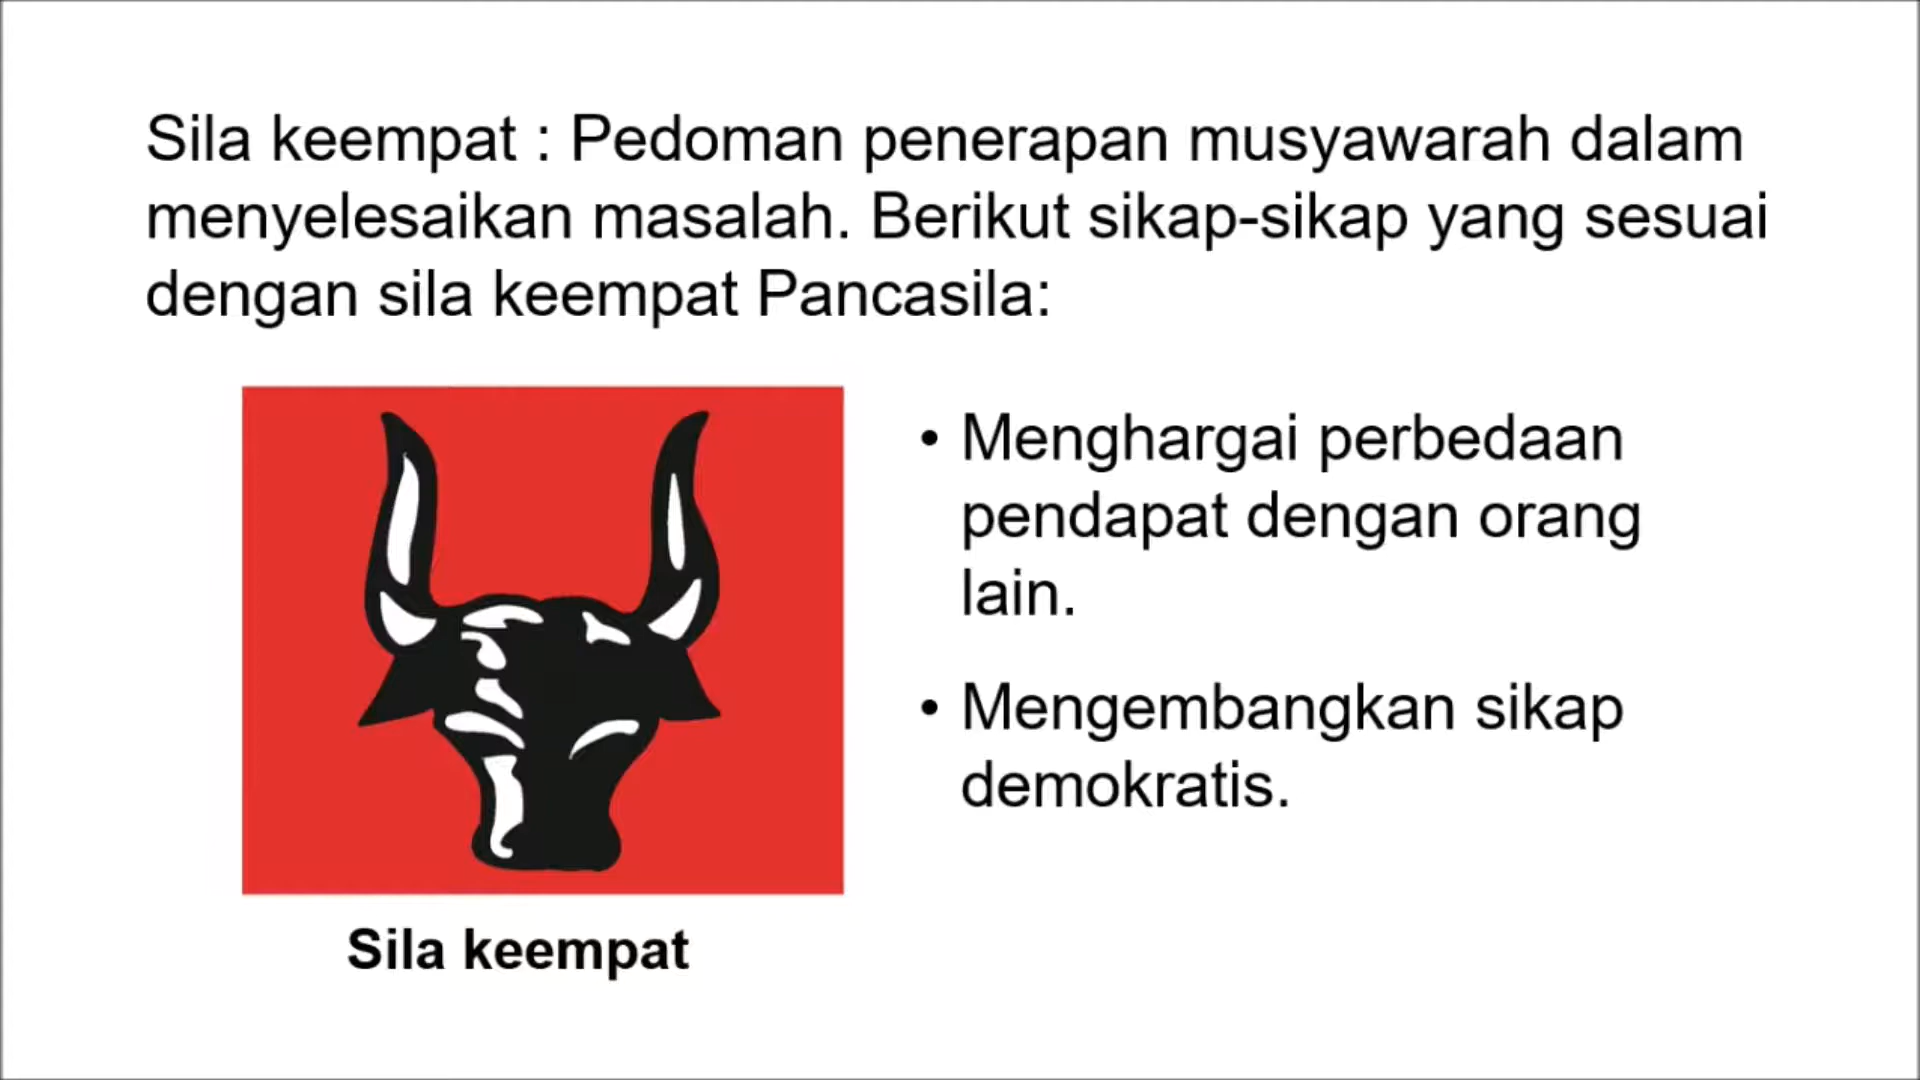 Sila keempat : Pedoman penerapan musyawarah dalam
menyelesaikan masalah. Berikut sikap-sikap yang sesuai
dengan sila keempat Pancasila:
• Menghargai perbedaan
pendapat dengan orang
lain.
• Mengembangkan sikap
demokratis.
Sila keempat